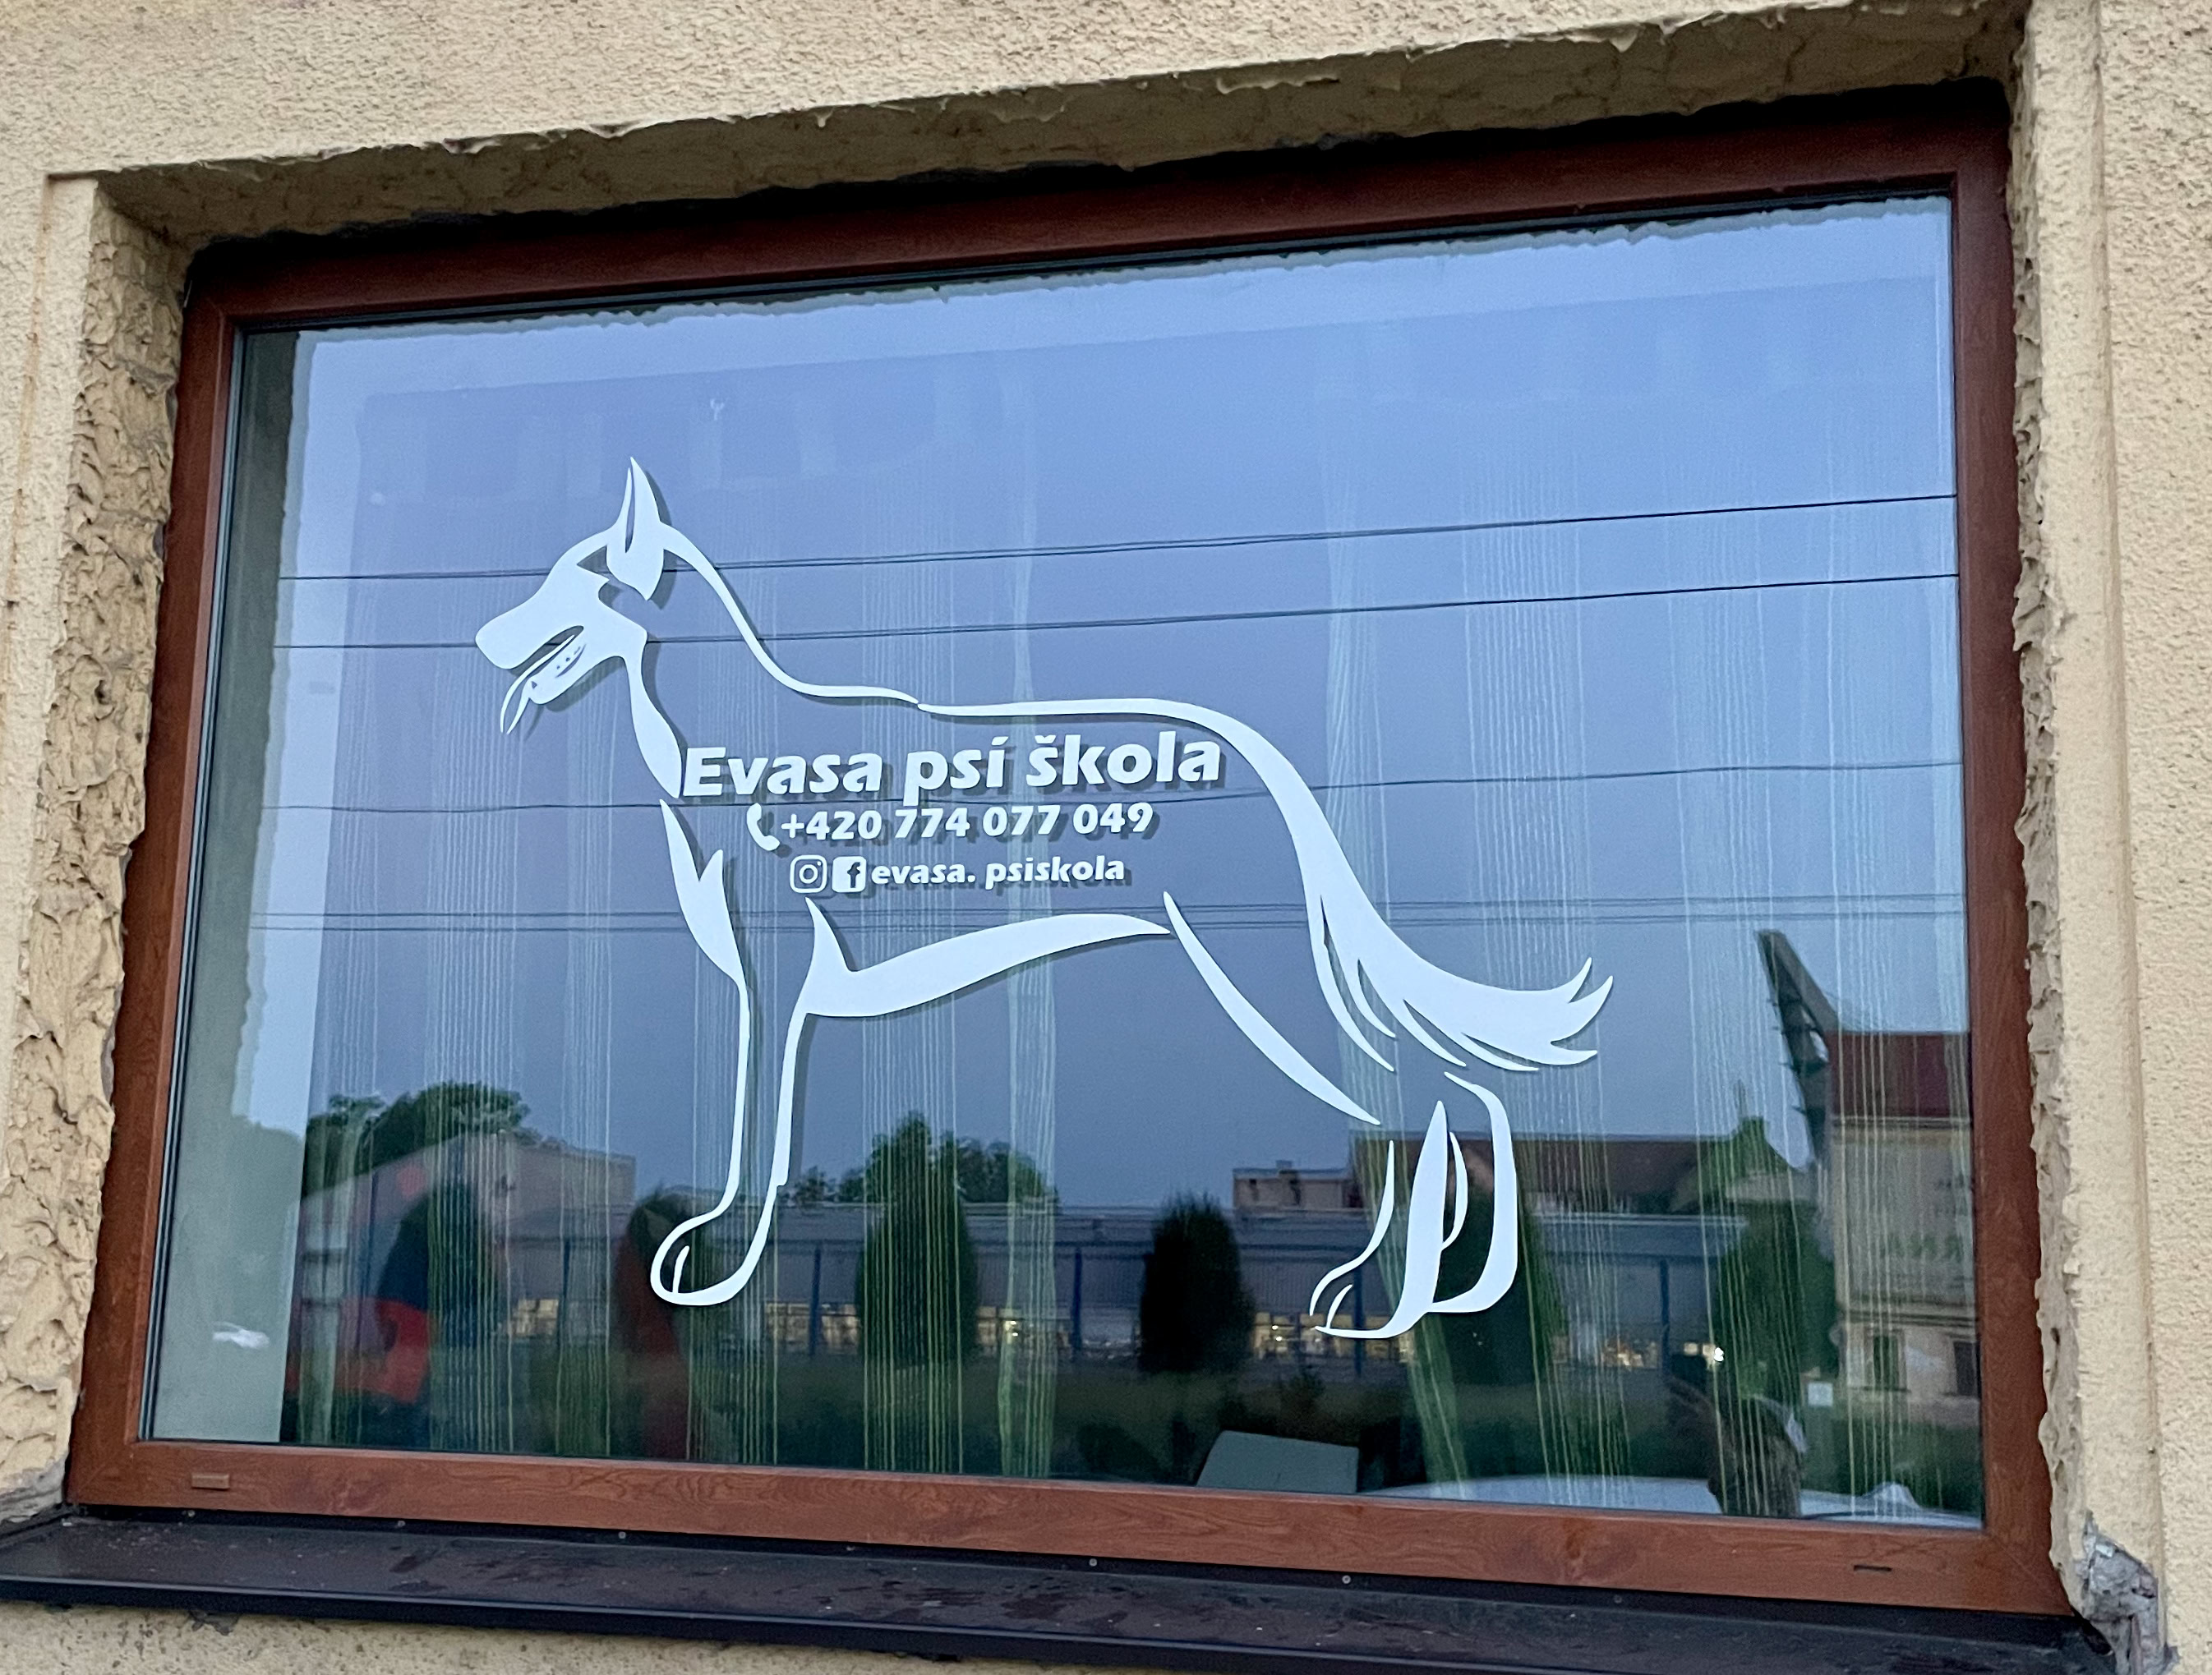 Evasa psí škola
+420 774 077 049
evasa. psiskola